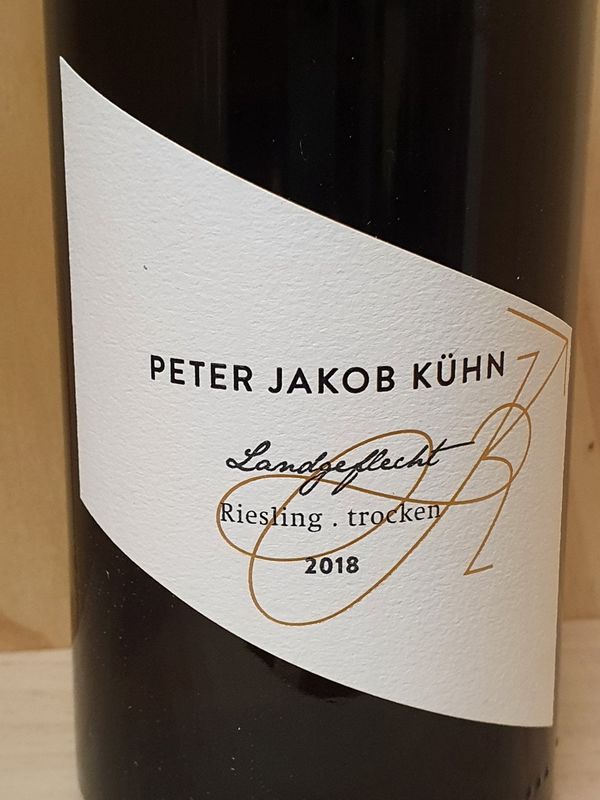 PETER JAKOB KÜHN
Landgeflecht
Riesling . trocken
2018